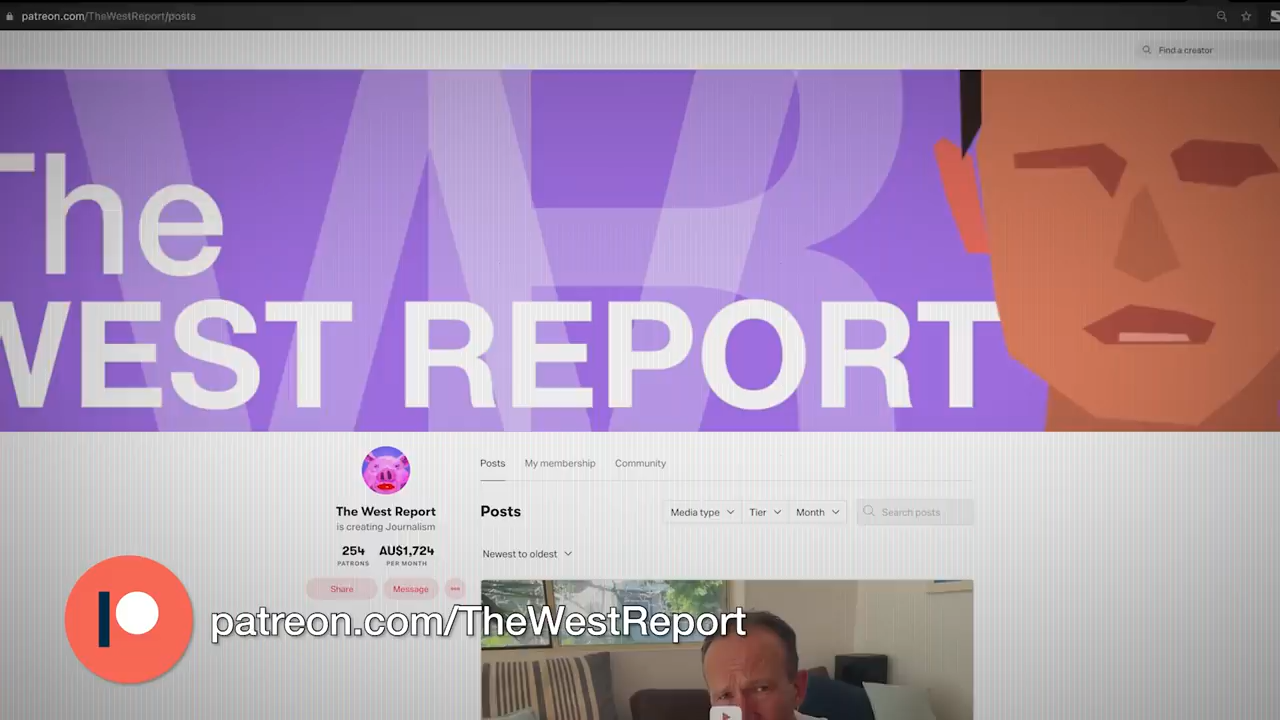 patreon.com/TheWestReport/posts
Find a creator
The
WEST REPORT
Posts My membership Community
The West Report
is creating Journalism
Posts
Media type Tier Month Search posts
254 AU$1,724
PATRONS PER MONTH
Newest to oldest
Share Message
patreon.com/TheWestReport